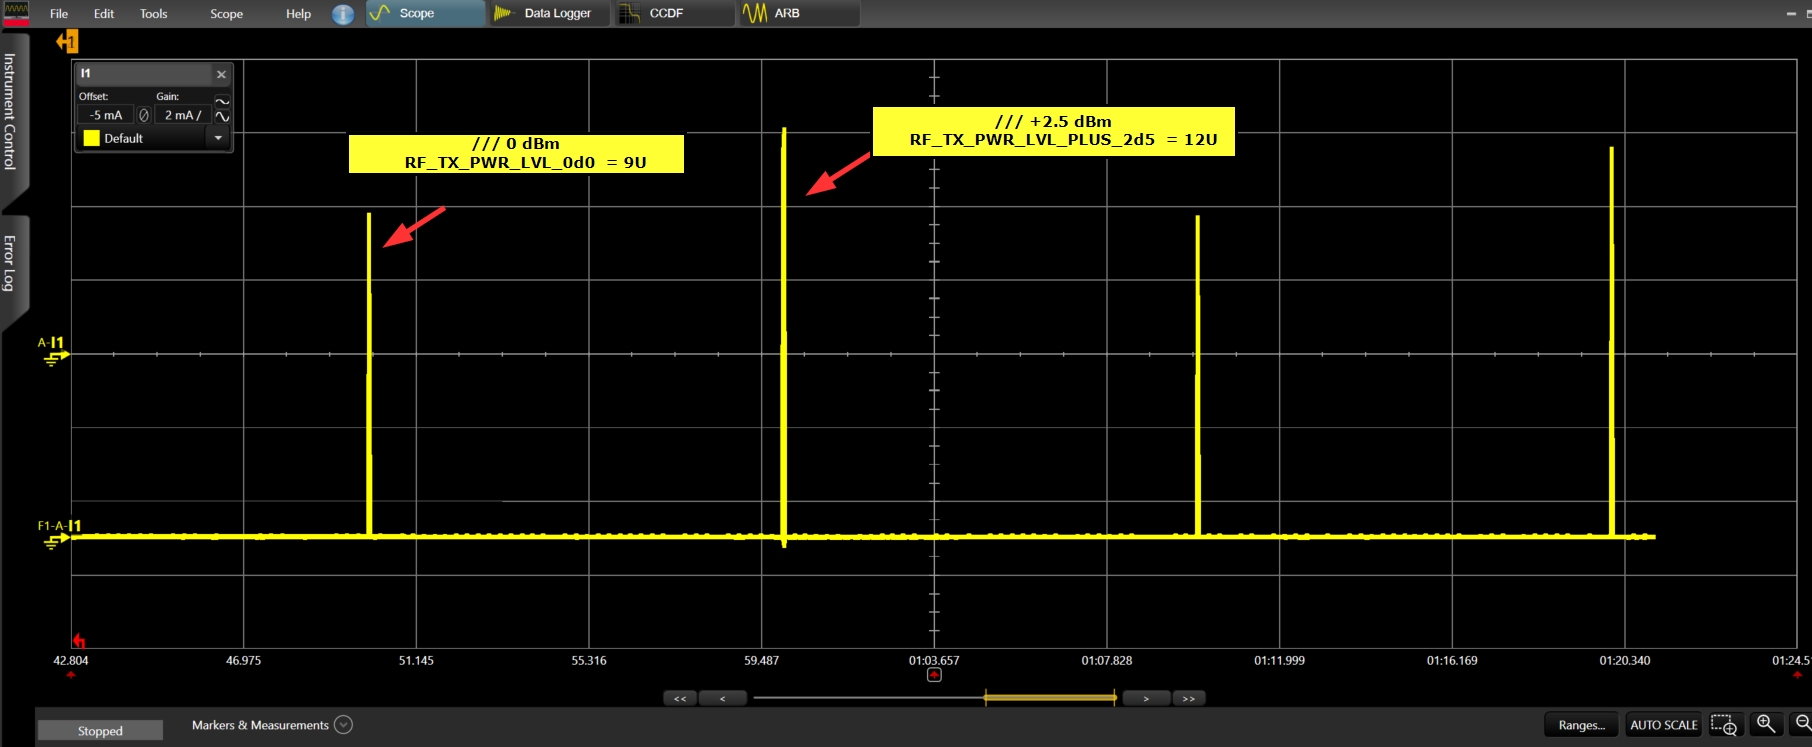 File Edit Tools Scope Help Scope Data Logger CCDF ARB
1
Instrument Control
Error Log
I1
Offset: Gain:
-5 mA 2 mA /
Default
/// 0 dBm
RF_TX_PWR_LVL_0d0 = 9U
/// +2.5 dBm
RF_TX_PWR_LVL_PLUS_2d5 = 12U
A-I1
F1-A-I1
42.804 46.975 51.145 55.316 59.487 01:03.657 01:07.828 01:11.999 01:16.169 01:20.340 01:24.5
<< < > >>
Stopped Markers & Measurements Ranges... AUTO SCALE